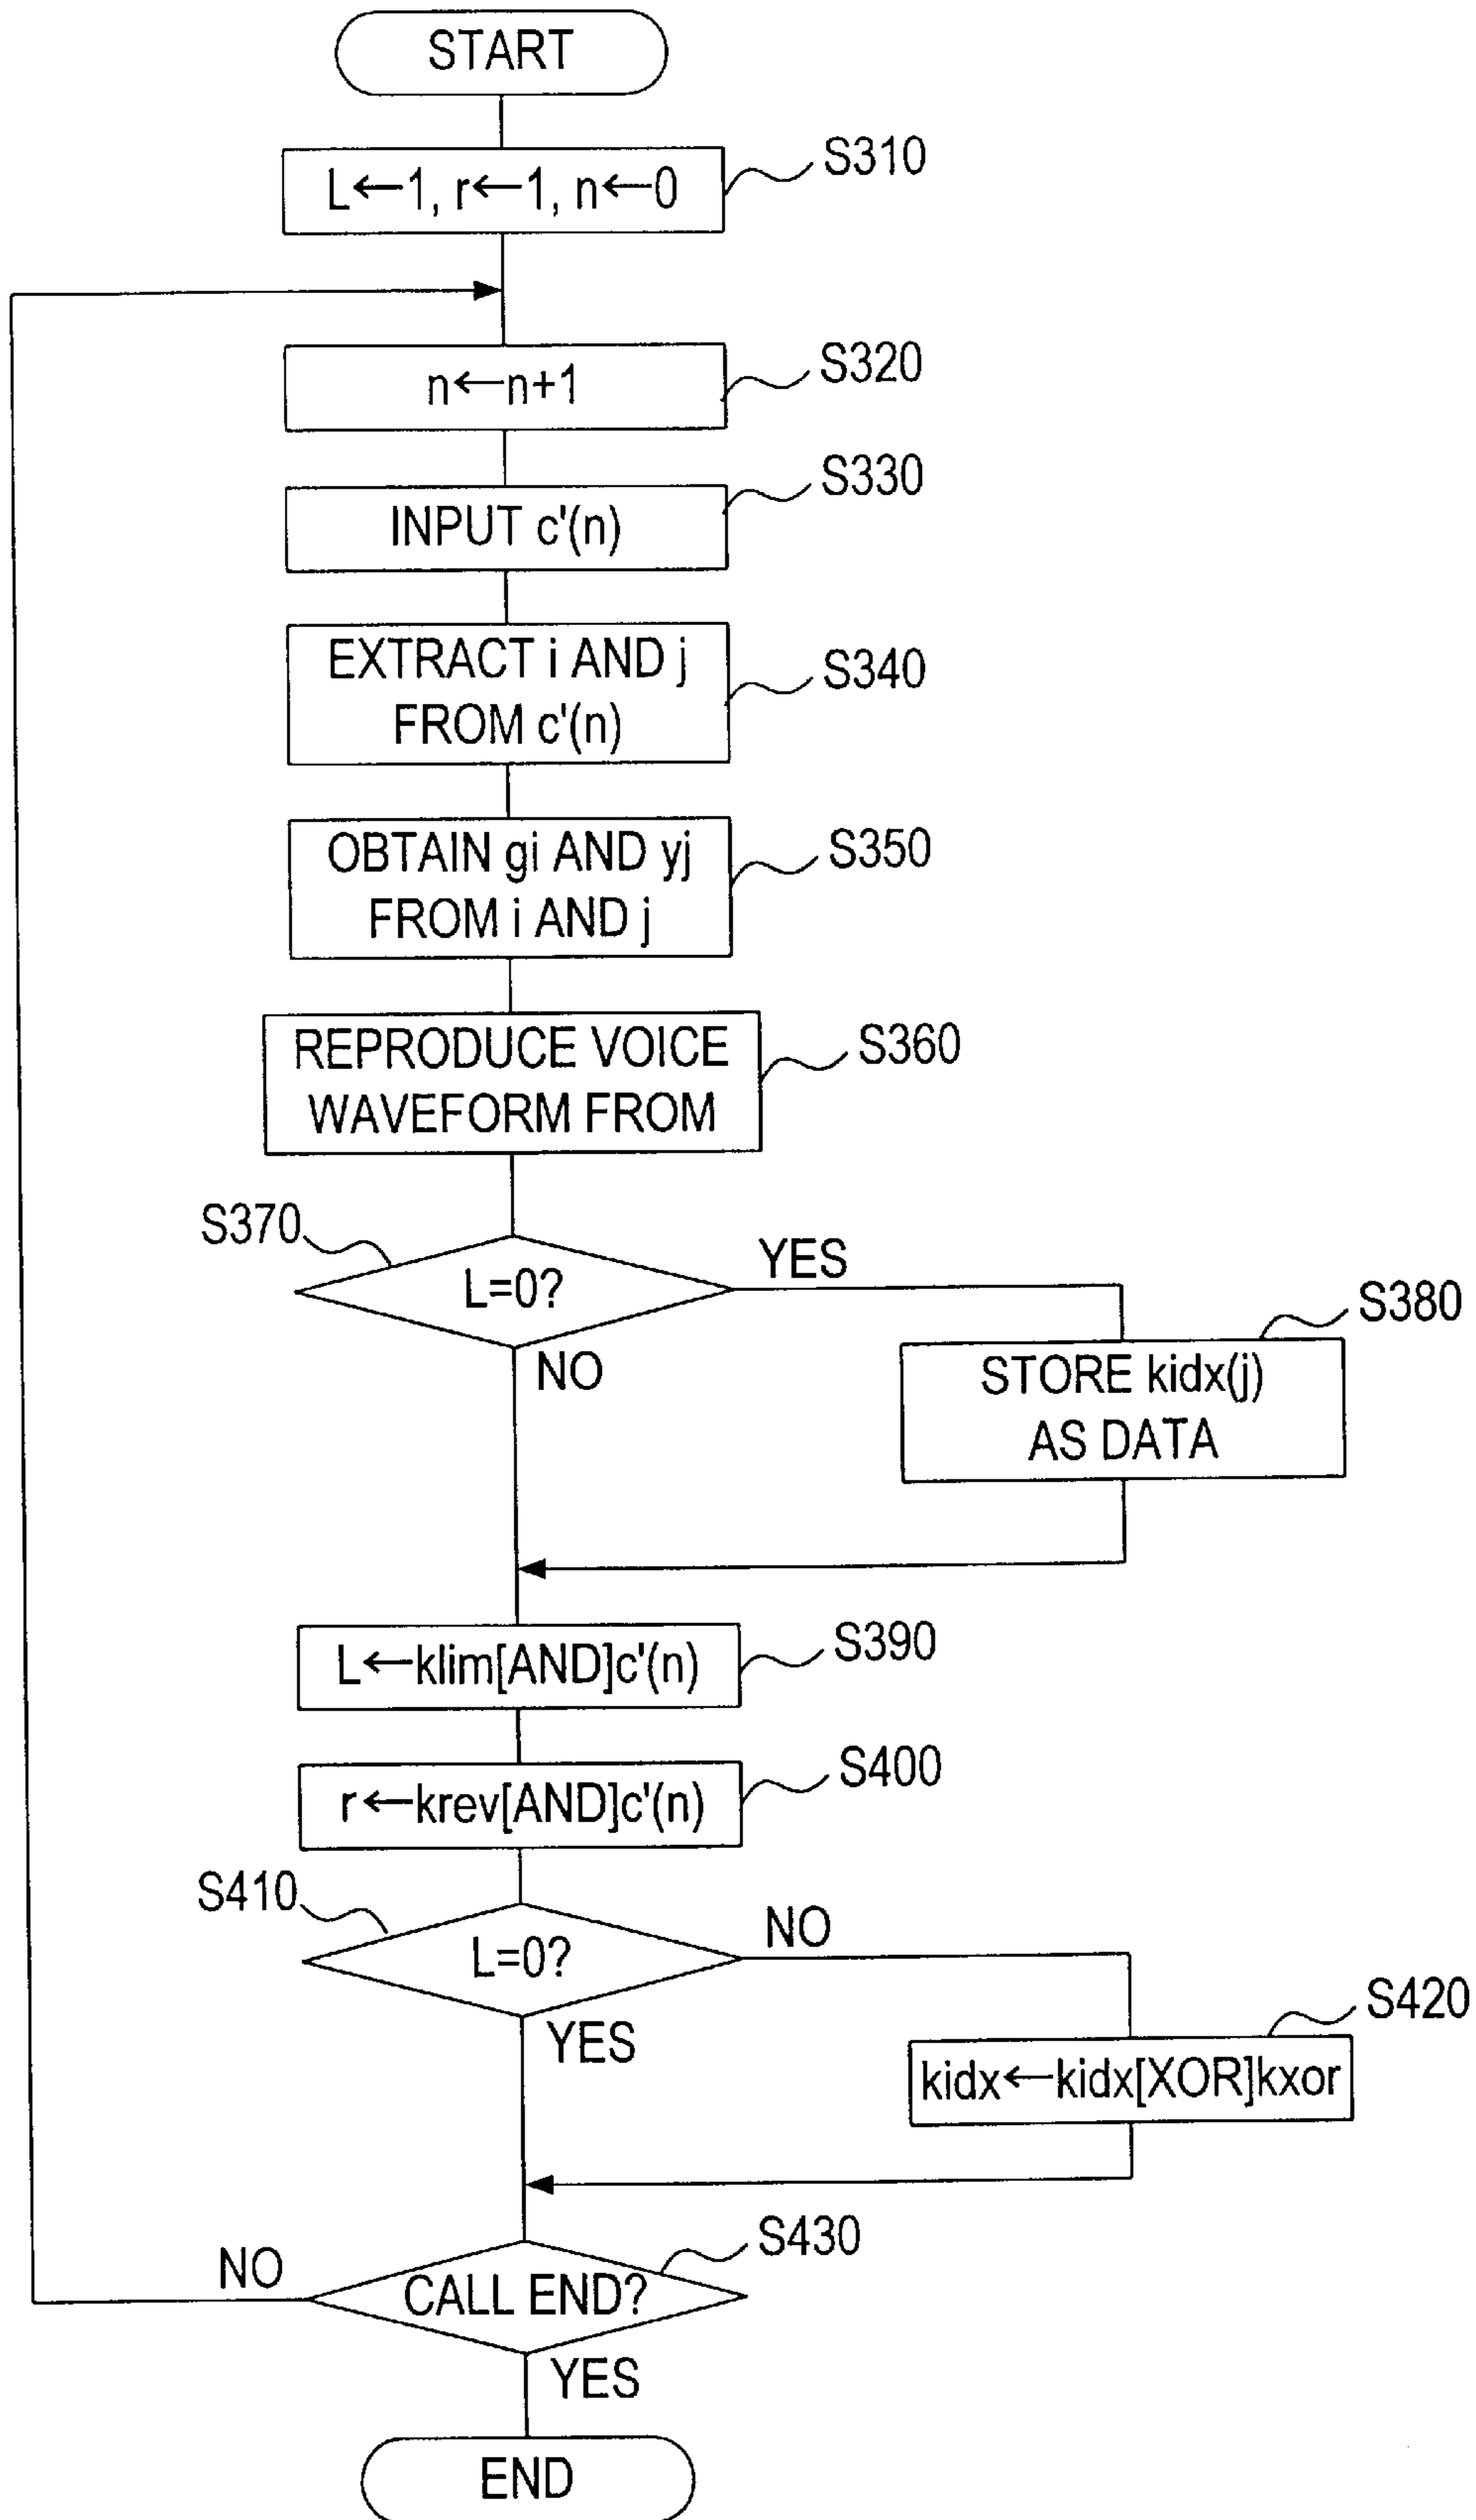 START
L←1, r←1, n←0
S310
n←n+1
S320
INPUT c'(n)
S330
EXTRACT i AND j
FROM c'(n)
S340
OBTAIN gi AND yj
FROM i AND j
S350
REPRODUCE VOICE
WAVEFORM FROM
S360
S370
L=0?
YES
NO
S380
STORE kidx(j)
AS DATA
L←klim[AND]c'(n)
S390
r←krev[AND]c'(n)
S400
S410
L=0?
NO
YES
S420
kidx←kidx[XOR]kxor
S430
CALL END?
NO
YES
END